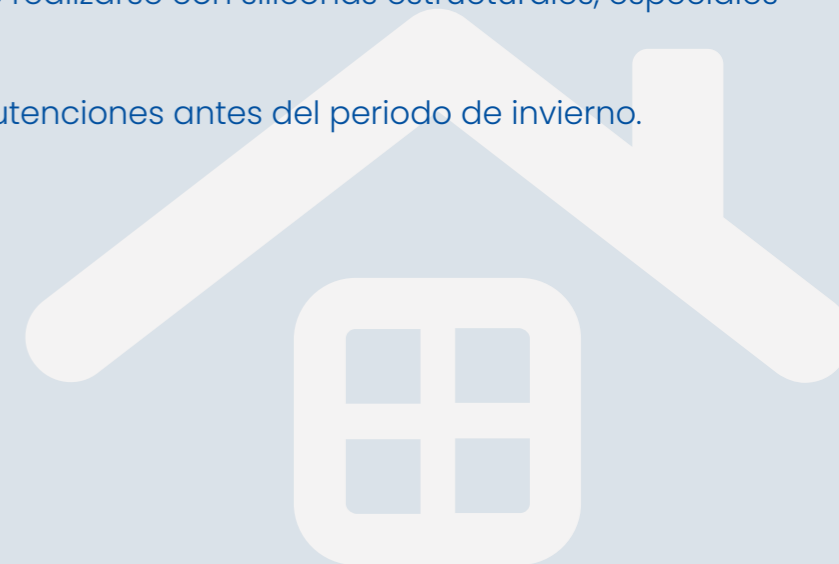 realizarse con siliconas estructurales, especiales
utenciones antes del periodo de invierno.